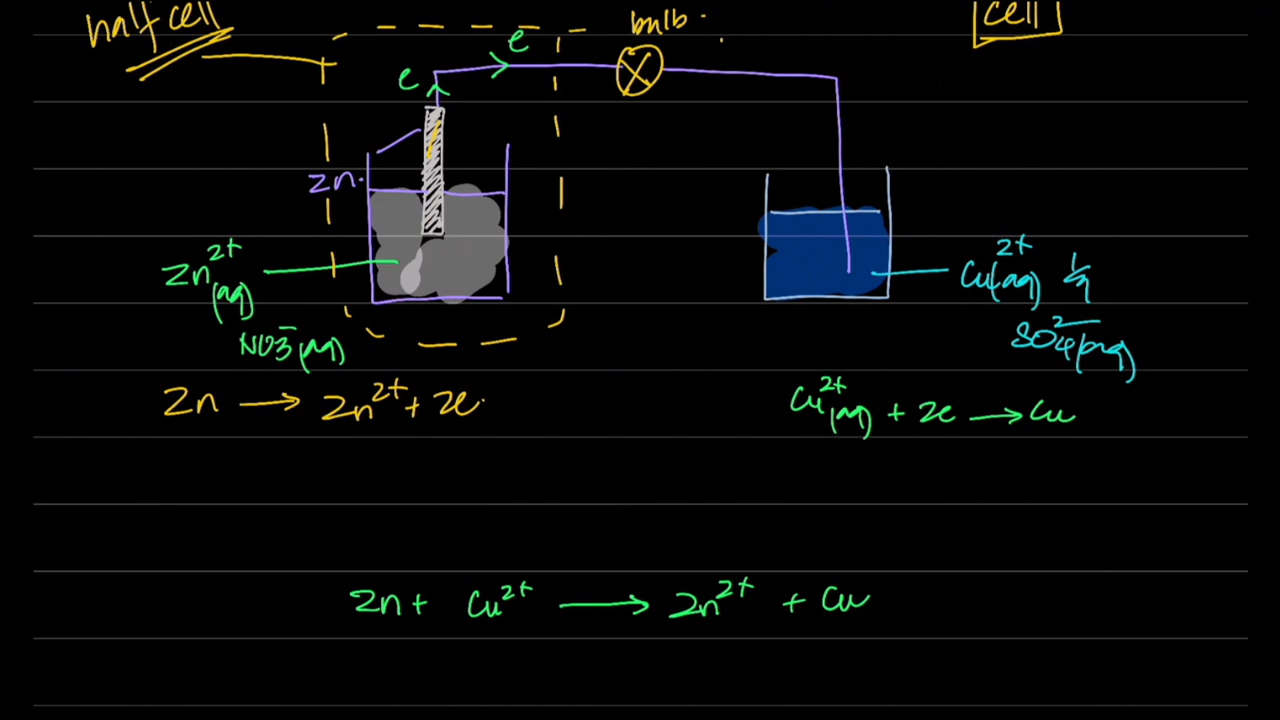 half cell
cell
bulb
e
e
Zn
Zn²⁺(aq)
NO₃⁻(aq)
Cu²⁺(aq)
SO₄²⁻(aq)
Zn → Zn²⁺ + 2e
Cu²⁺(aq) + 2e → Cu
Zn + Cu²⁺ → Zn²⁺ + Cu